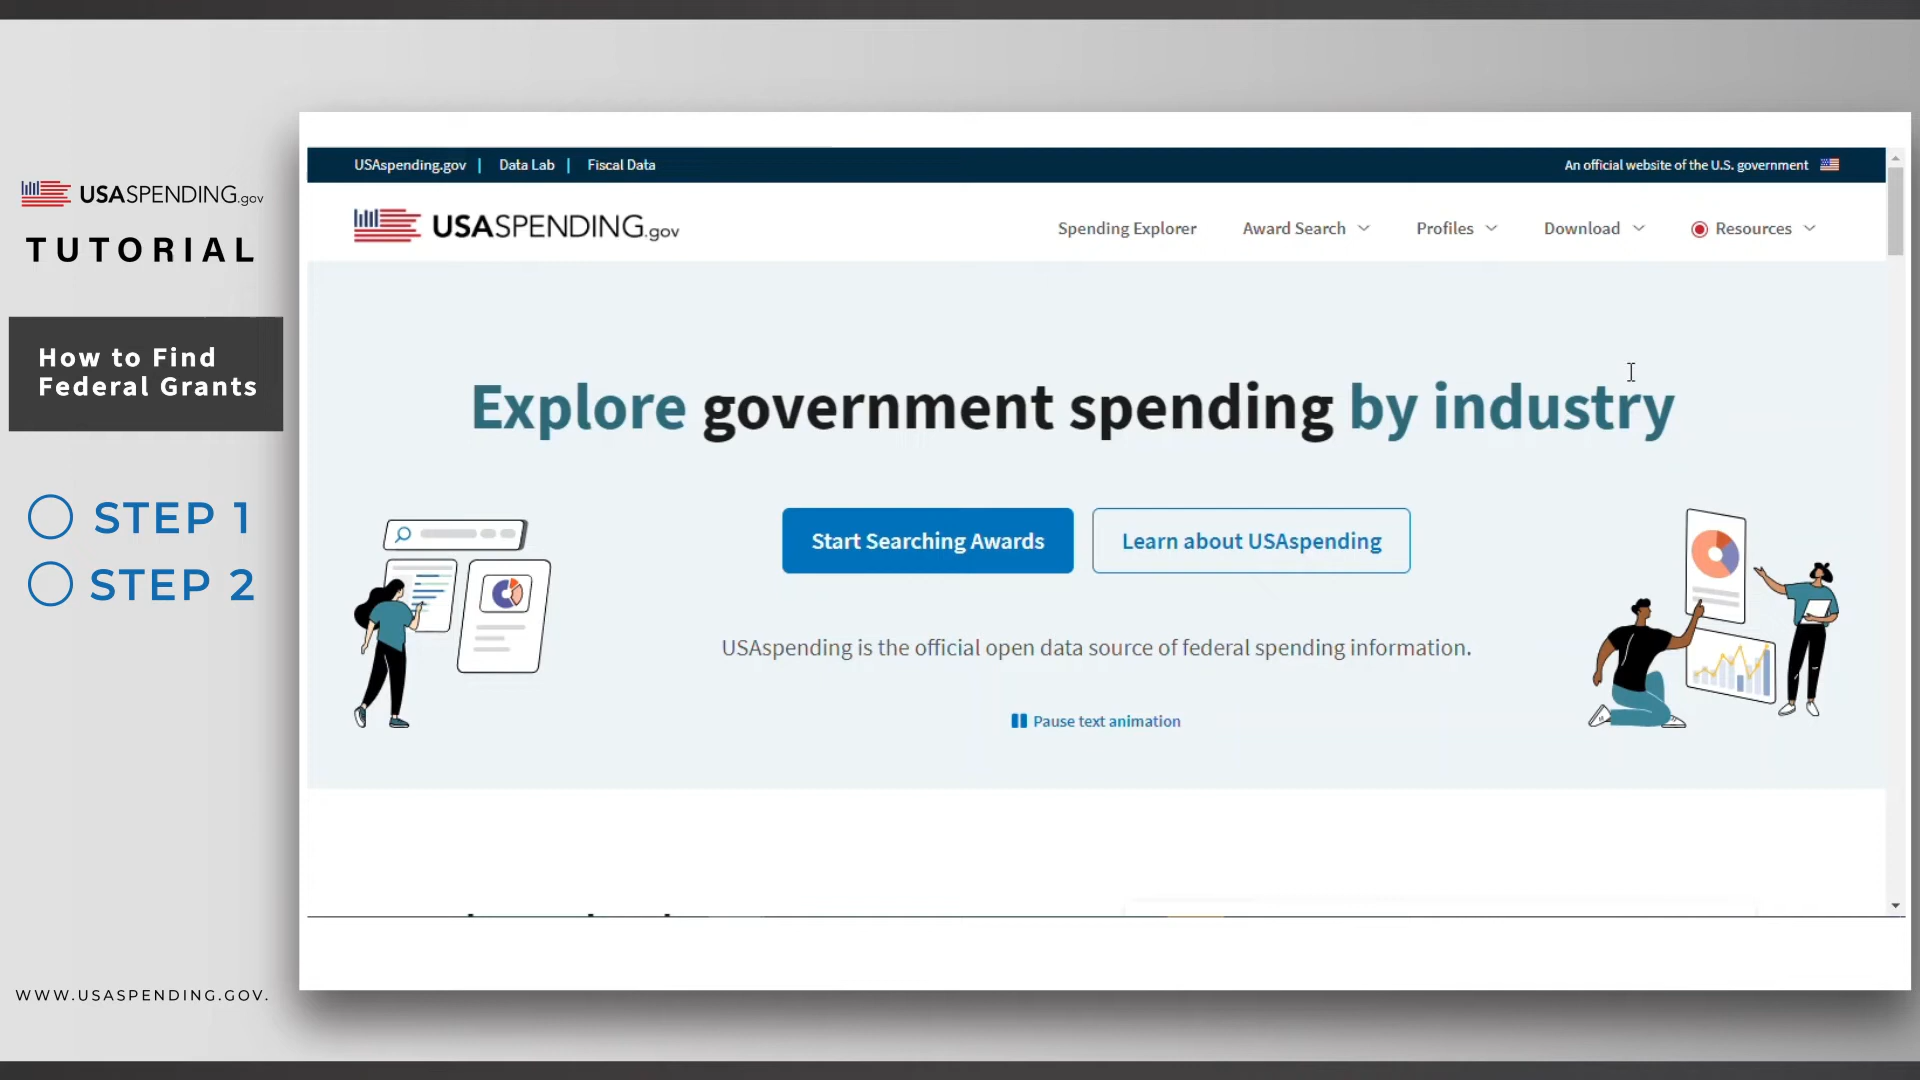 USASPENDING.gov
TUTORIAL
How to Find
Federal Grants
STEP 1
STEP 2
WWW.USASPENDING.GOV.
USAspending.gov | Data Lab | Fiscal Data
An official website of the U.S. government
USASPENDING.gov
Spending Explorer Award Search Profiles Download Resources
Explore government spending by industry
Start Searching Awards Learn about USAspending
USAspending is the official open data source of federal spending information.
Pause text animation